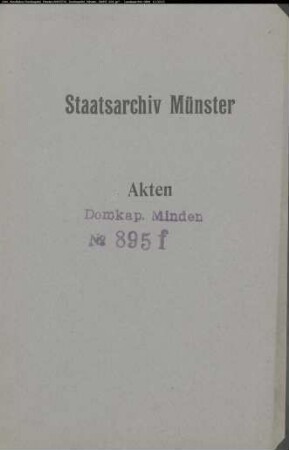 Staatsarchiv Münster
Akten
Domkap. Minden
№ 895 f